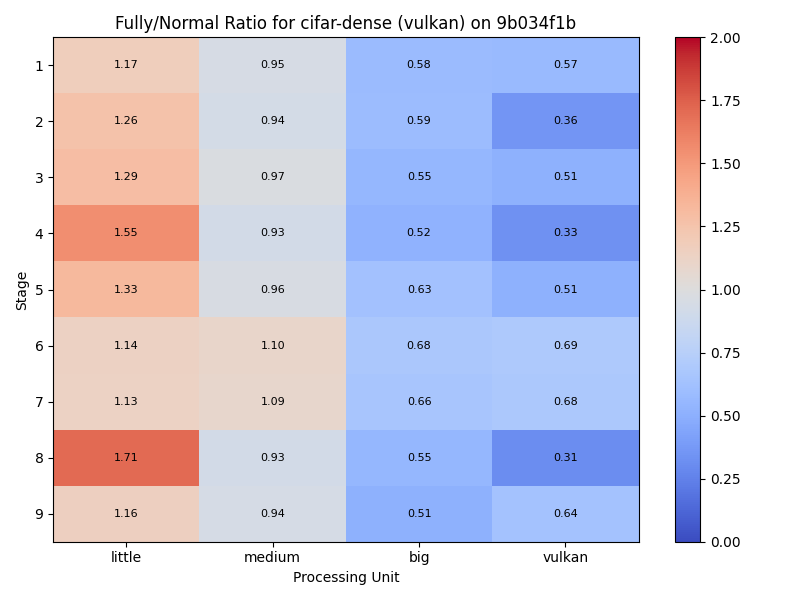 Fully/Normal Ratio for cifar-dense (vulkan) on 9b034f1b
Stage
1 1.17 0.95 0.58 0.57
2 1.26 0.94 0.59 0.36
3 1.29 0.97 0.55 0.51
4 1.55 0.93 0.52 0.33
5 1.33 0.96 0.63 0.51
6 1.14 1.10 0.68 0.69
7 1.13 1.09 0.66 0.68
8 1.71 0.93 0.55 0.31
9 1.16 0.94 0.51 0.64
little medium big vulkan
Processing Unit
2.00
1.75
1.50
1.25
1.00
0.75
0.50
0.25
0.00